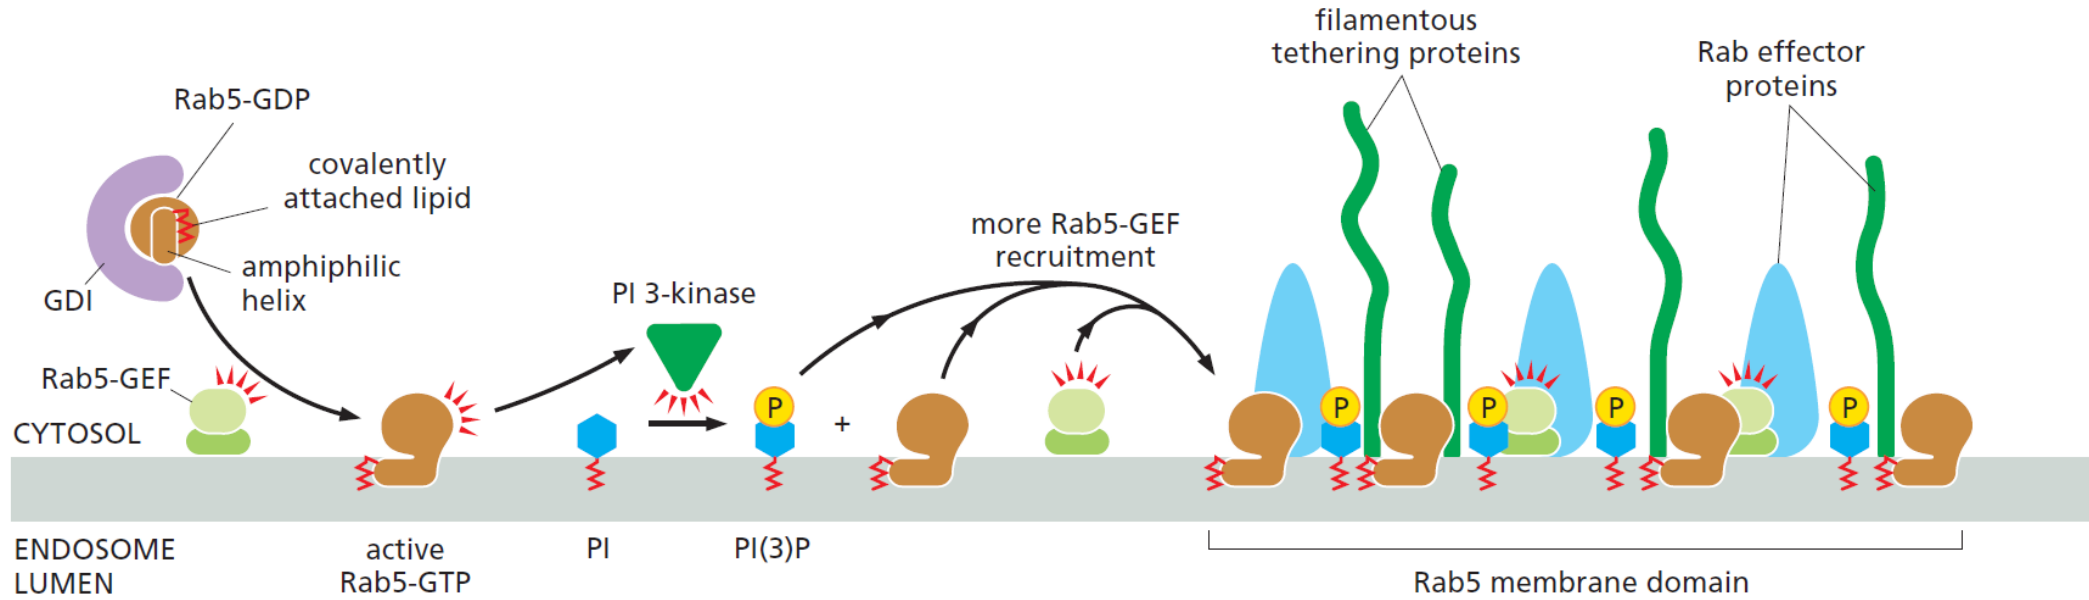 filamentous
tethering proteins
Rab effector
proteins
Rab5-GDP
covalently
attached lipid
amphiphilic
helix
GDI
more Rab5-GEF
recruitment
PI 3-kinase
Rab5-GEF
P
+
P
P
P
P
CYTOSOL
ENDOSOME
LUMEN
active
Rab5-GTP
PI
PI(3)P
Rab5 membrane domain